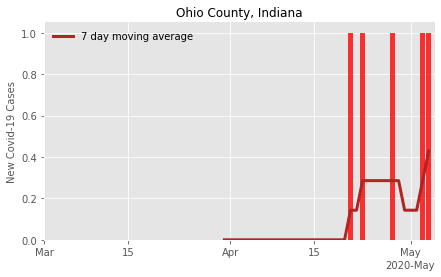 Ohio County, Indiana
7 day moving average
New Covid-19 Cases
1.0
0.8
0.6
0.4
0.2
0.0
Mar
15
Apr
15
May
2020-May